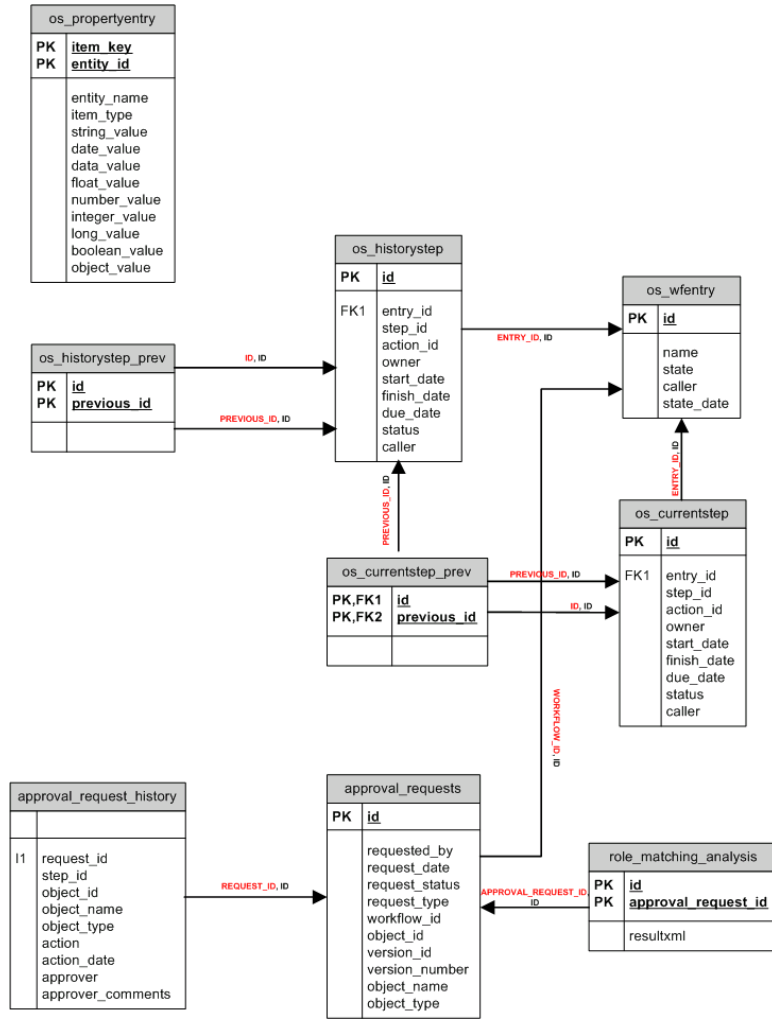 os_propertyentry
PK item_key
PK entity_id
entity_name
item_type
string_value
date_value
data_value
float_value
number_value
integer_value
long_value
boolean_value
object_value
os_historystep
PK id
FK1 entry_id
step_id
action_id
owner
start_date
finish_date
due_date
status
caller
os_wfentry
PK id
name
state
caller
state_date
ENTRY_ID, ID
os_historystep_prev
PK id
PK previous_id
ID, ID
PREVIOUS_ID, ID
PREVIOUS_ID, ID
ENTRY_ID, ID
os_currentstep
PK id
FK1 entry_id
step_id
action_id
owner
start_date
finish_date
due_date
status
caller
os_currentstep_prev
PK,FK1 id
PK,FK2 previous_id
PREVIOUS_ID, ID
ID, ID
WORKFLOW_ID, ID
approval_request_history
I1 request_id
step_id
object_id
object_name
object_type
action
action_date
approver
approver_comments
REQUEST_ID, ID
approval_requests
PK id
requested_by
request_date
request_status
request_type
workflow_id
object_id
version_id
version_number
object_name
object_type
APPROVAL_REQUEST_ID,
ID
role_matching_analysis
PK id
PK approval_request_id
resultxml